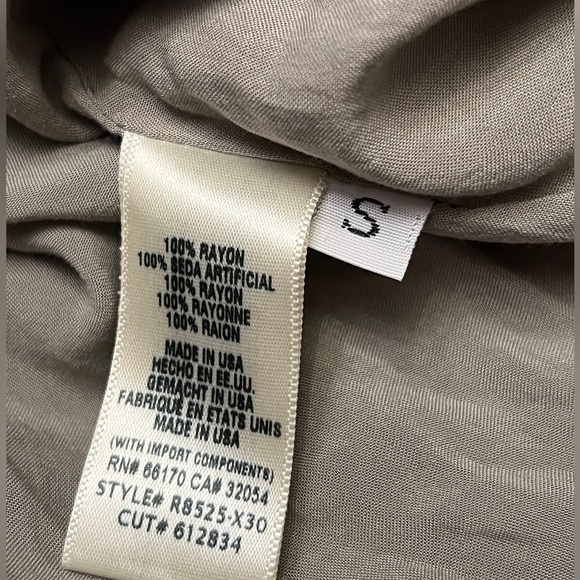 100% RAYON
100% SEDA ARTIFICIAL
100% RAYON
100% RAYONNE
100% RAION
MADE IN USA
HECHO EN EE.UU.
GEMACHT IN USA
FABRIQUE EN ETATS UNIS
MADE IN USA
(WITH IMPORT COMPONENTS)
RN# 66170 CA# 32054
STYLE# R8525-X30
CUT# 612834
S